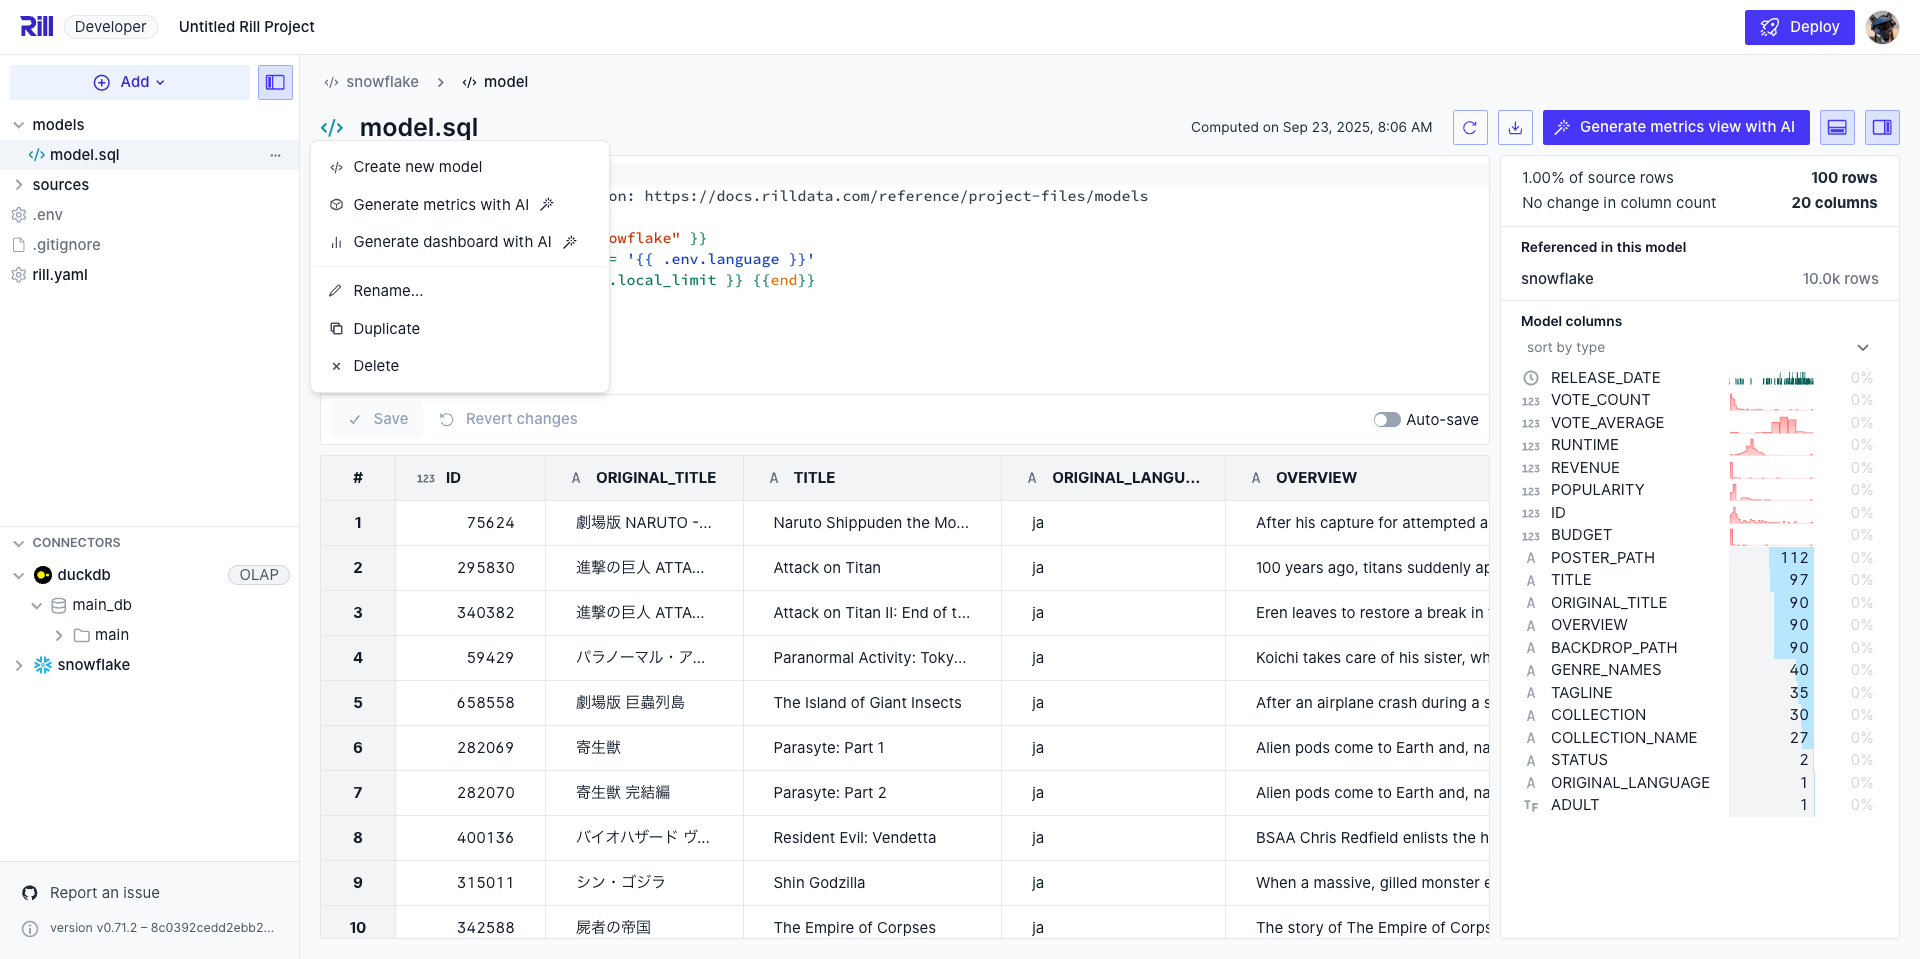 Rill Developer Untitled Rill Project Deploy
Add
models
model.sql ...
sources
.env
.gitignore
rill.yaml
CONNECTORS
duckdb OLAP
main_db
main
snowflake
Report an issue
version v0.71.2 – 8c0392cedd2ebb2...
snowflake > model
model.sql
Computed on Sep 23, 2025, 8:06 AM
Generate metrics view with AI
Create new model
Generate metrics with AI
Generate dashboard with AI
Rename...
Duplicate
Delete
on: https://docs.rilldata.com/reference/project-files/models
owflake" }}
= '{{ .env.language }}'
.local_limit }} {{end}}
Save Revert changes Auto-save
# 123 ID A ORIGINAL_TITLE A TITLE A ORIGINAL_LANGU... A OVERVIEW
1 75624 劇場版 NARUTO -... Naruto Shippuden the Mo... ja After his capture for attempted a
2 295830 進撃の巨人 ATTA... Attack on Titan ja 100 years ago, titans suddenly ap
3 340382 進撃の巨人 ATTA... Attack on Titan II: End of t... ja Eren leaves to restore a break in
4 59429 パラノーマル・ア... Paranormal Activity: Toky... ja Koichi takes care of his sister, wh
5 658558 劇場版 巨蟲列島 The Island of Giant Insects ja After an airplane crash during a s
6 282069 寄生獣 Parasyte: Part 1 ja Alien pods come to Earth and, na
7 282070 寄生獣 完結編 Parasyte: Part 2 ja Alien pods come to Earth and, na
8 400136 バイオハザード ヴ... Resident Evil: Vendetta ja BSAA Chris Redfield enlists the h
9 315011 シン・ゴジラ Shin Godzilla ja When a massive, gilled monster e
10 342588 屍者の帝国 The Empire of Corpses ja The story of The Empire of Corps
1.00% of source rows 100 rows
No change in column count 20 columns
Referenced in this model
snowflake 10.0k rows
Model columns
sort by type
RELEASE_DATE 0%
123 VOTE_COUNT 0%
123 VOTE_AVERAGE 0%
123 RUNTIME 0%
123 REVENUE 0%
123 POPULARITY 0%
123 ID 0%
123 BUDGET 0%
A POSTER_PATH 112 0%
A TITLE 97 0%
A ORIGINAL_TITLE 90 0%
A OVERVIEW 90 0%
A BACKDROP_PATH 90 0%
A GENRE_NAMES 40 0%
A TAGLINE 35 0%
A COLLECTION 30 0%
A COLLECTION_NAME 27 0%
A STATUS 2 0%
A ORIGINAL_LANGUAGE 1 0%
TF ADULT 1 0%